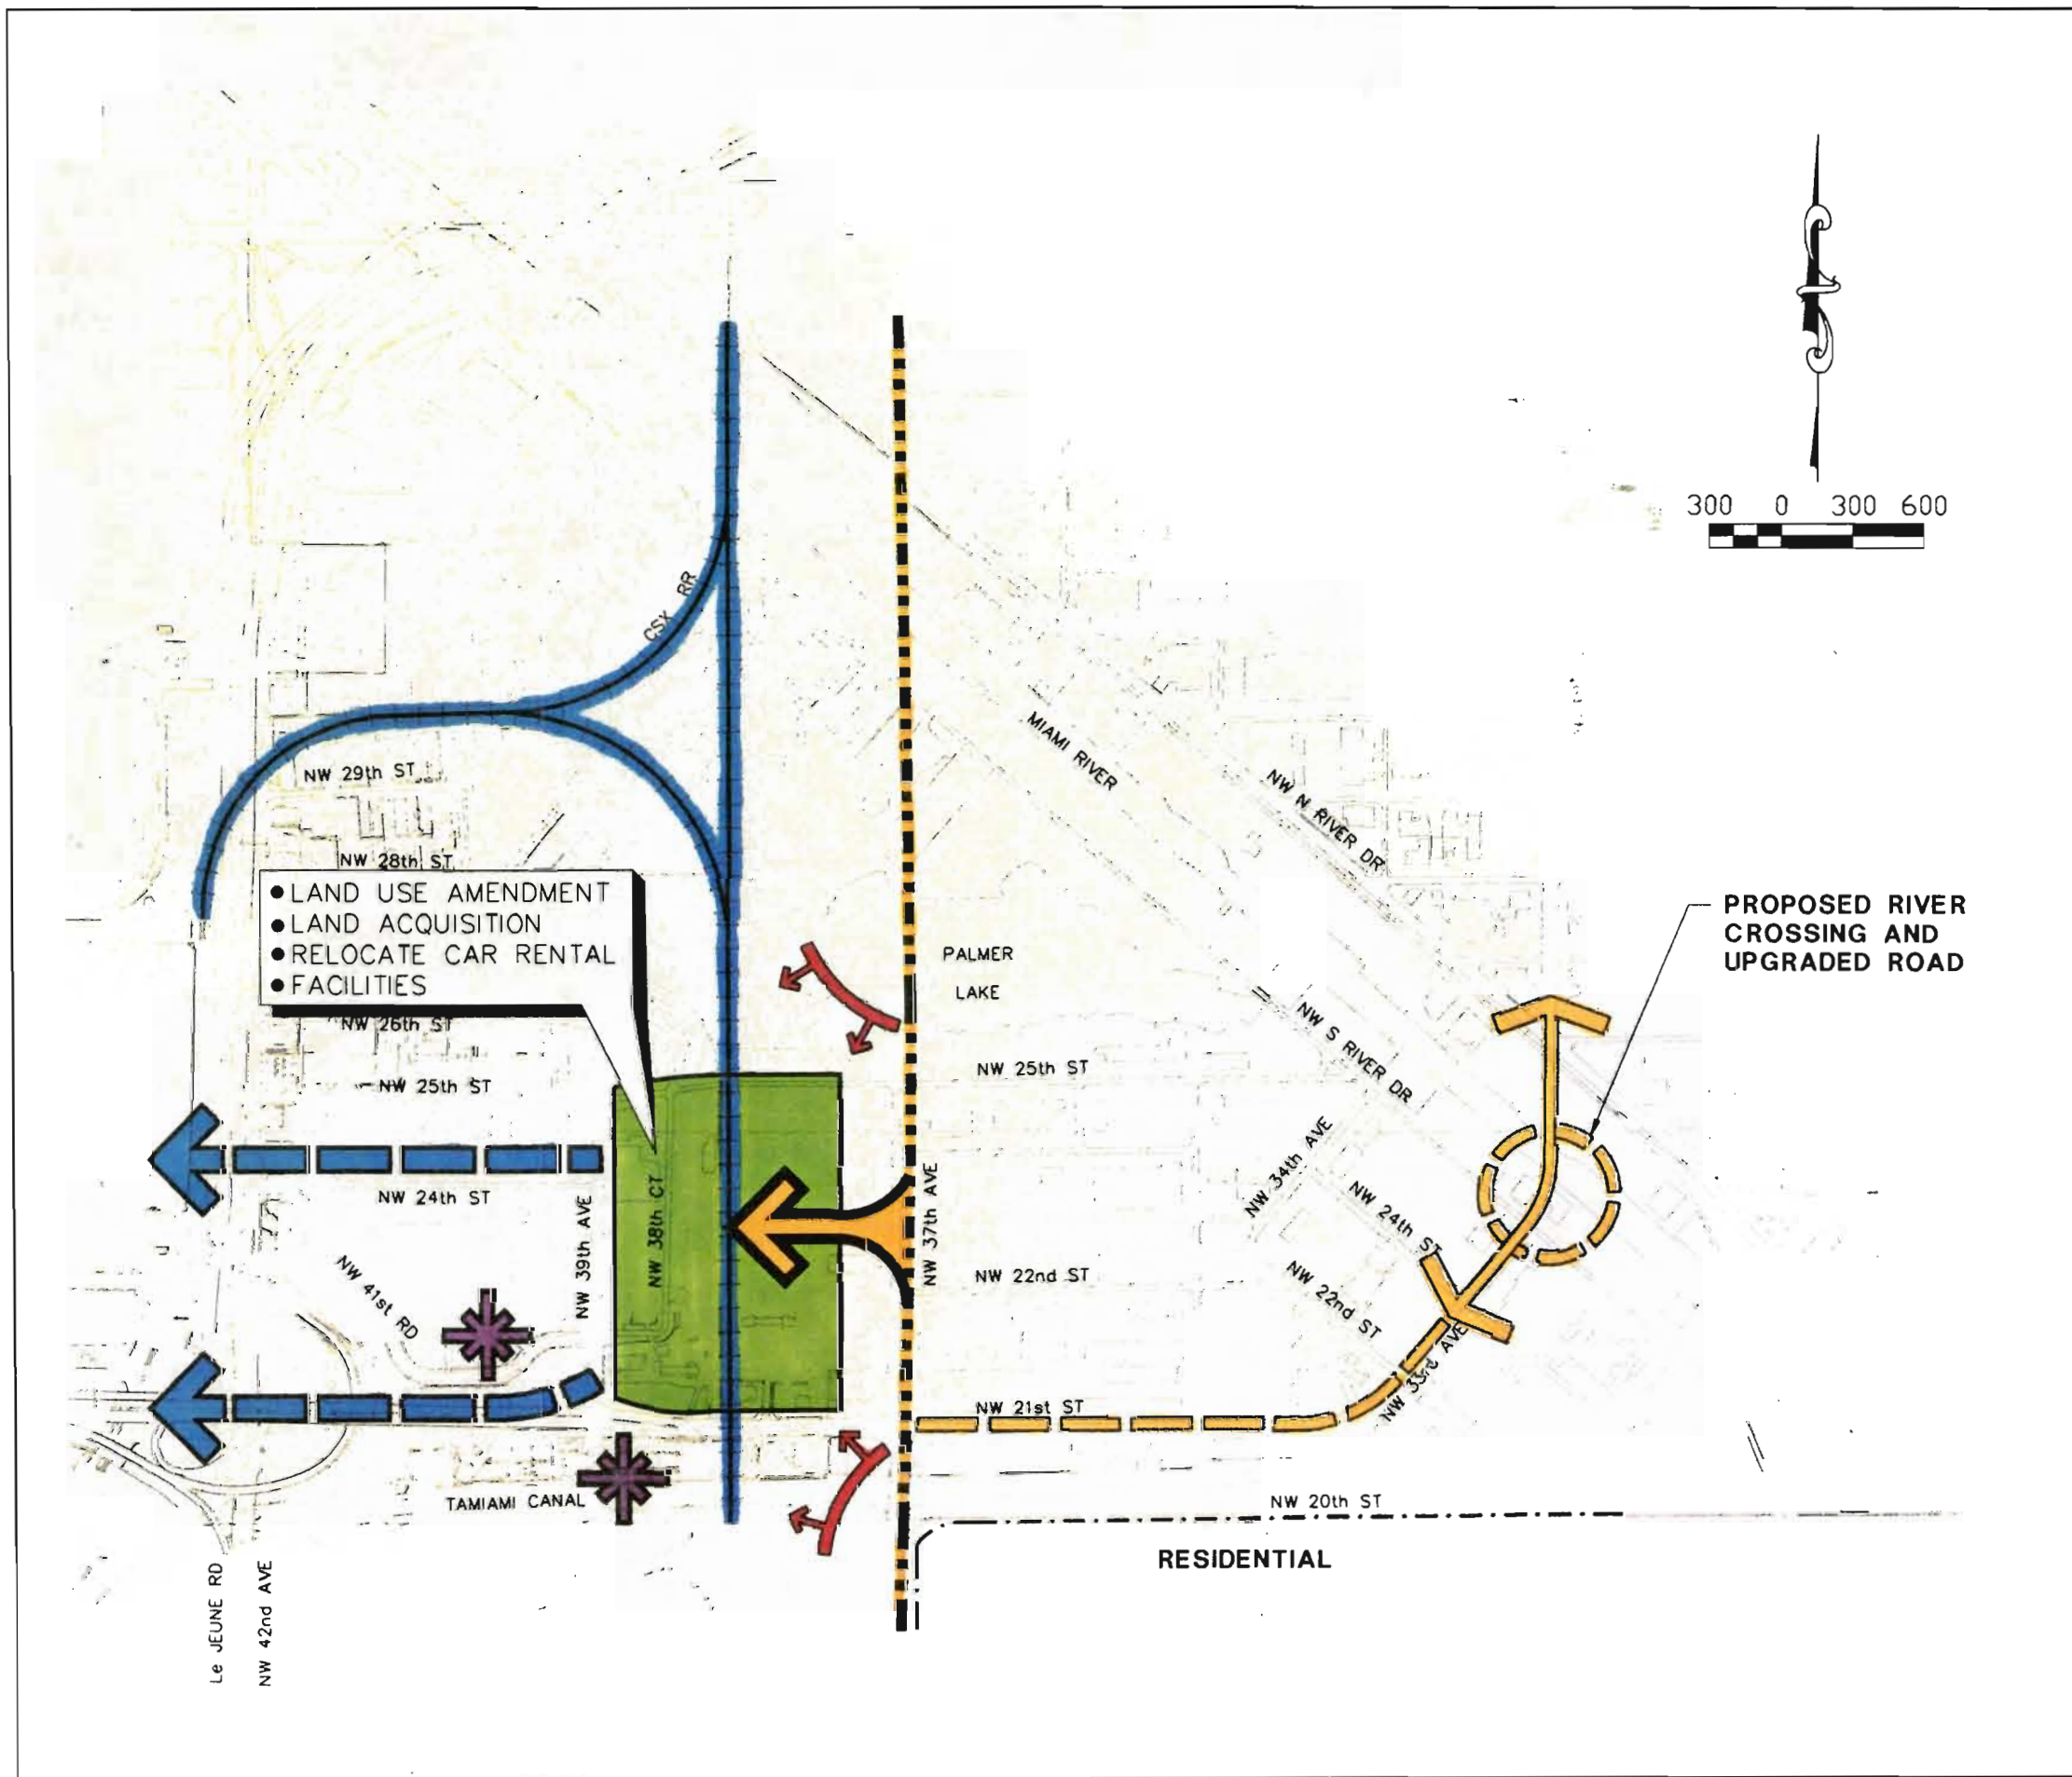 300 0 300 600
CSX RR
MIAMI RIVER
NW 29th ST
NW N RIVER DR
NW 28th ST
● LAND USE AMENDMENT
● LAND ACQUISITION
● RELOCATE CAR RENTAL
● FACILITIES
PROPOSED RIVER
CROSSING AND
UPGRADED ROAD
PALMER
LAKE
NW 26th ST
NW S RIVER DR
NW 25th ST
NW 25th ST
NW 34th AVE
NW 24th ST
NW 24th ST
NW 39th AVE
NW 38th CT
NW 37th AVE
NW 41st RD
NW 22nd ST
NW 22nd ST
NW 33rd AVE
NW 21st ST
TAMIAMI CANAL
NW 20th ST
RESIDENTIAL
Le JEUNE RD
NW 42nd AVE